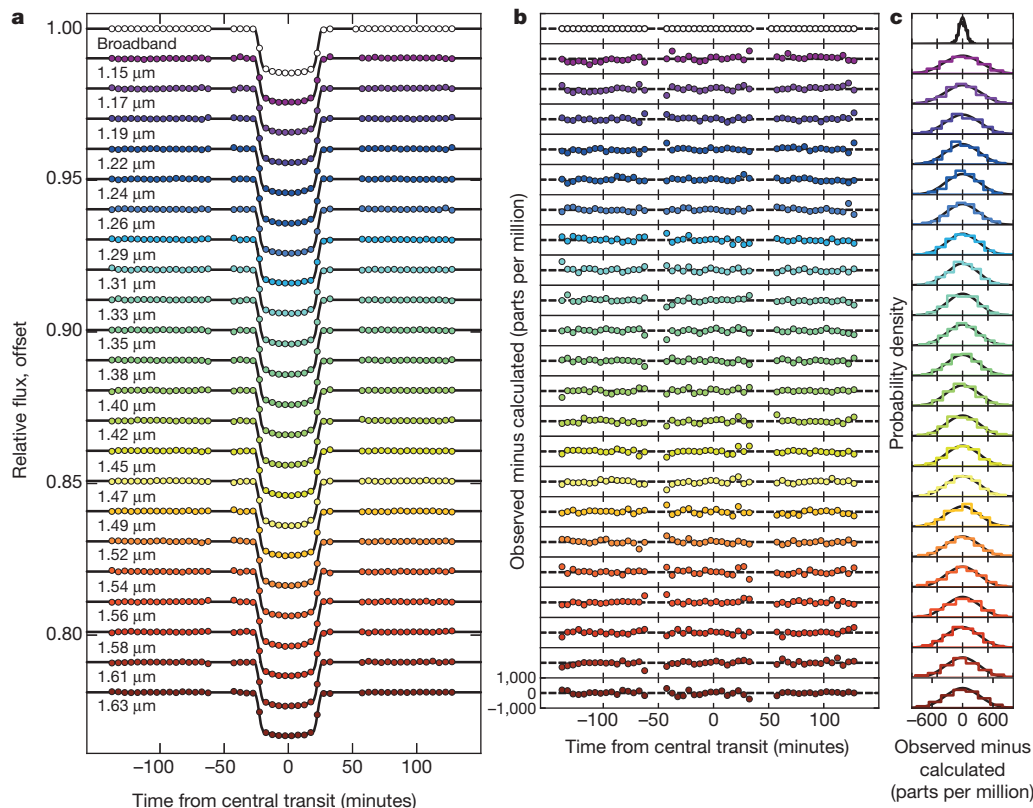 a
Relative flux, offset
1.00
0.95
0.90
0.85
0.80
Broadband
1.15 μm
1.17 μm
1.19 μm
1.22 μm
1.24 μm
1.26 μm
1.29 μm
1.31 μm
1.33 μm
1.35 μm
1.38 μm
1.40 μm
1.42 μm
1.45 μm
1.47 μm
1.49 μm
1.52 μm
1.54 μm
1.56 μm
1.58 μm
1.61 μm
1.63 μm
−100 −50 0 50 100
Time from central transit (minutes)
b
Observed minus calculated (parts per million)
1,000
0
−1,000
−100 −50 0 50 100
Time from central transit (minutes)
c
Probability density
−600 0 600
Observed minus
calculated
(parts per million)